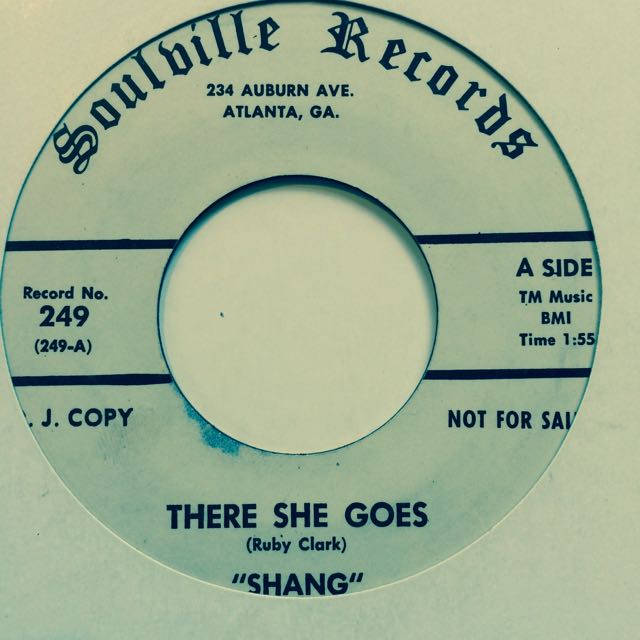 Soulville Records
234 AUBURN AVE.
ATLANTA, GA.
Record No.
249
(249-A)
A SIDE
TM Music
BMI
Time 1:55
. J. COPY
NOT FOR SAL
THERE SHE GOES
(Ruby Clark)
"SHANG"